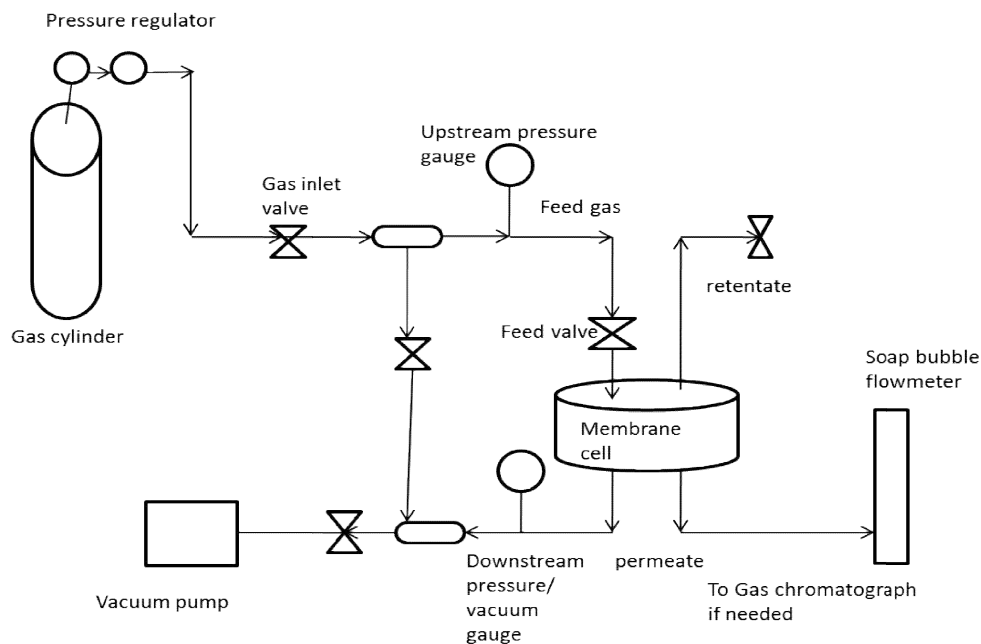 Pressure regulator
Upstream pressure
gauge
Gas inlet
valve
Feed gas
retentate
Gas cylinder
Feed valve
Soap bubble
flowmeter
Membrane
cell
Downstream
pressure/
vacuum
gauge
permeate
To Gas chromatograph
if needed
Vacuum pump